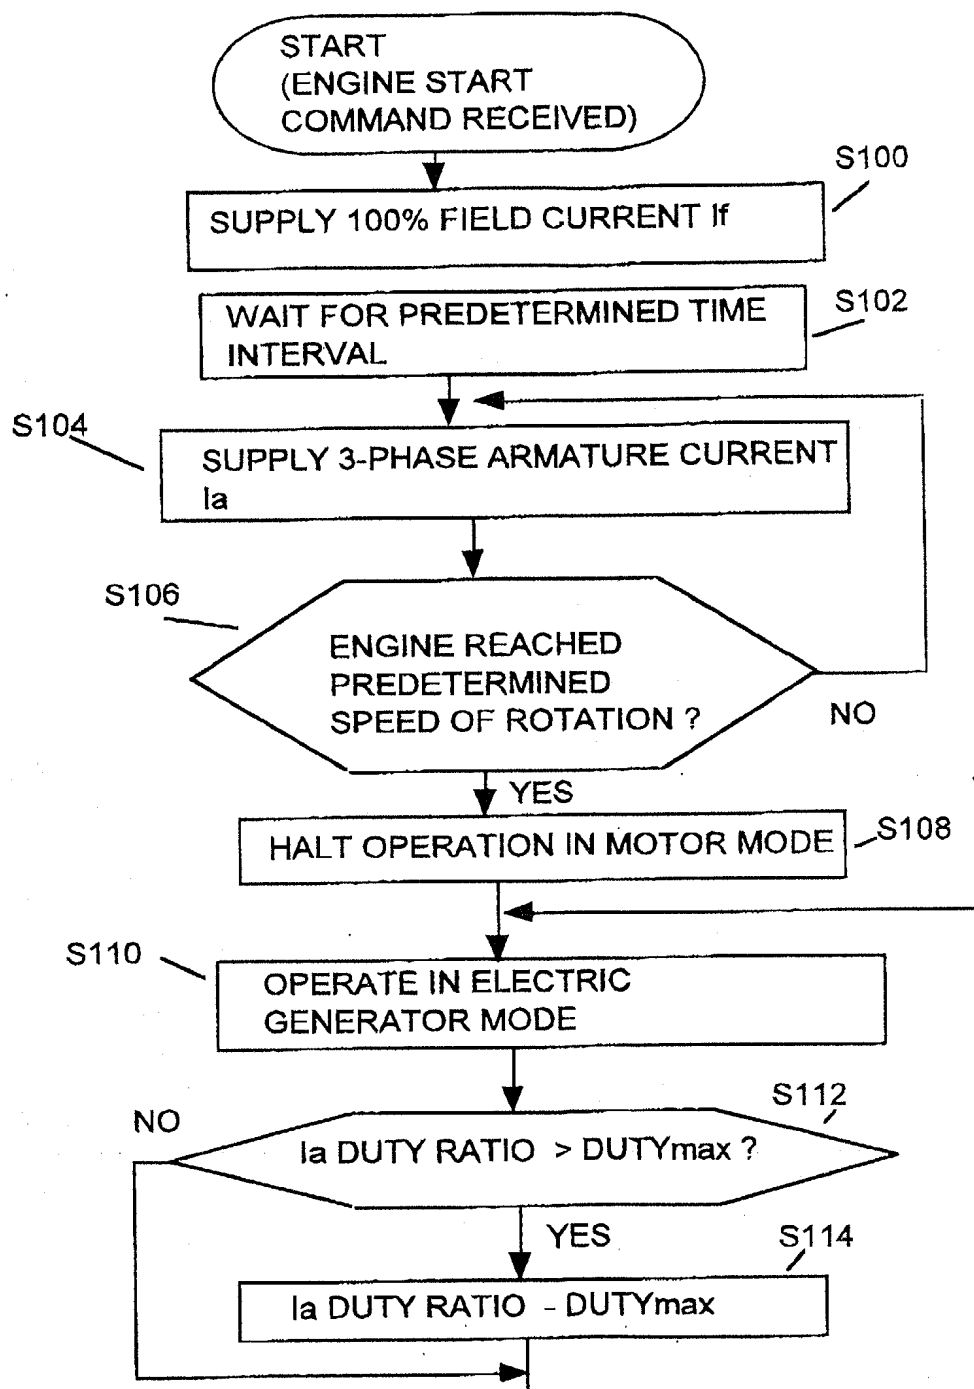 START
(ENGINE START
COMMAND RECEIVED)
S100
SUPPLY 100% FIELD CURRENT If
S102
WAIT FOR PREDETERMINED TIME
INTERVAL
S104
SUPPLY 3-PHASE ARMATURE CURRENT
Ia
S106
ENGINE REACHED
PREDETERMINED
SPEED OF ROTATION ?
NO
YES
S108
HALT OPERATION IN MOTOR MODE
S110
OPERATE IN ELECTRIC
GENERATOR MODE
S112
NO
Ia DUTY RATIO > DUTYmax ?
YES
S114
Ia DUTY RATIO - DUTYmax